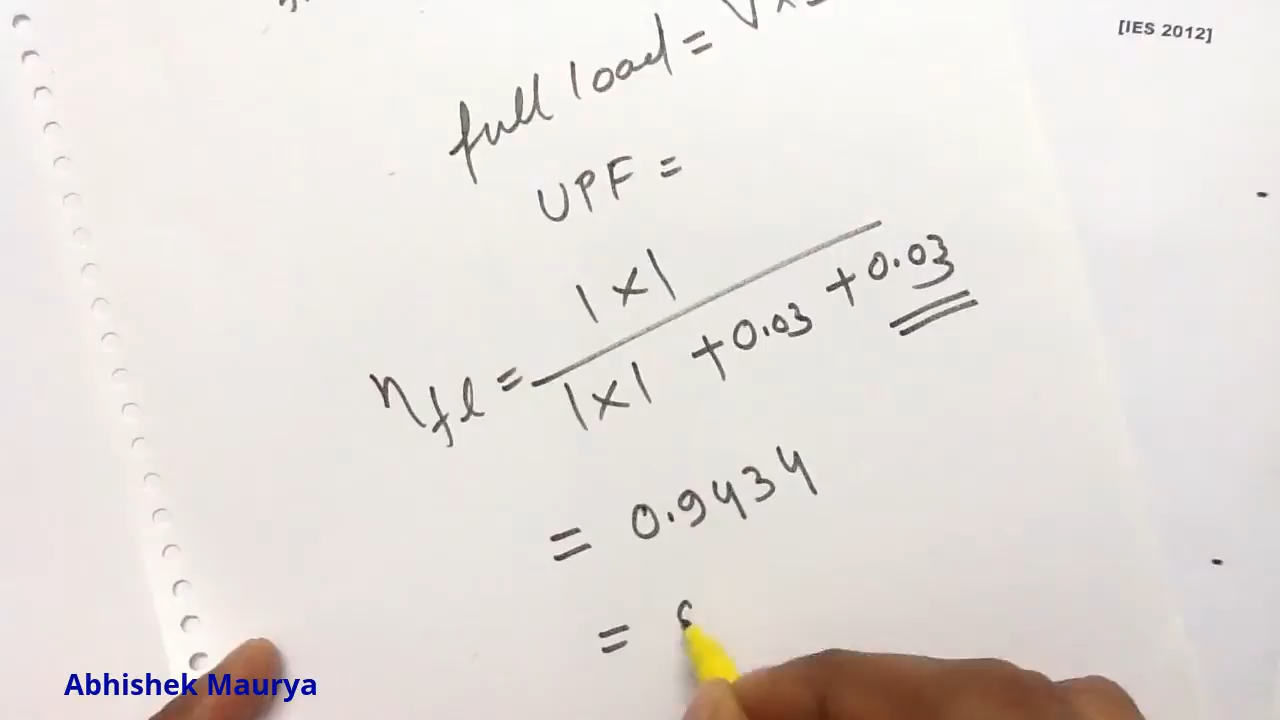 [IES 2012]
full load =
UPF =
1×1
ηfl = 1×1 +0.03 +0.03
= 0.9434
=
Abhishek Maurya